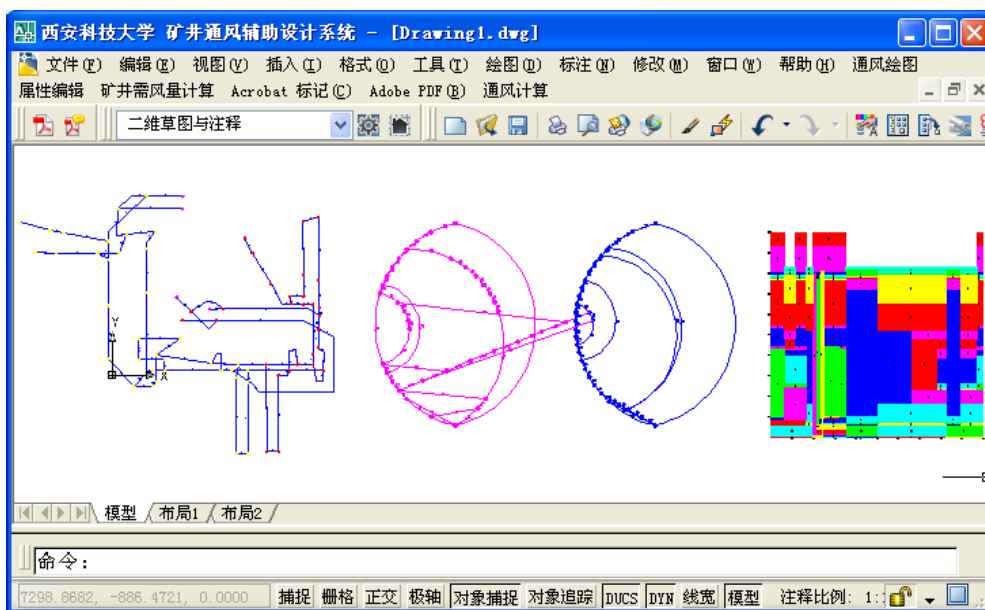 西安科技大学 矿井通风辅助设计系统 - [Drawing1.dwg]
文件(F) 编辑(E) 视图(V) 插入(I) 格式(O) 工具(T) 绘图(D) 标注(N) 修改(M) 窗口(W) 帮助(H) 通风绘图
属性编辑 矿井需风量计算 Acrobat 标记(C) Adobe PDF(B) 通风计算
二维草图与注释
Y
X
模型 布局1 布局2
命令:
7298.8682, -886.4721, 0.0000 捕捉 栅格 正交 极轴 对象捕捉 对象追踪 DUCS DYN 线宽 模型 注释比例: 1: